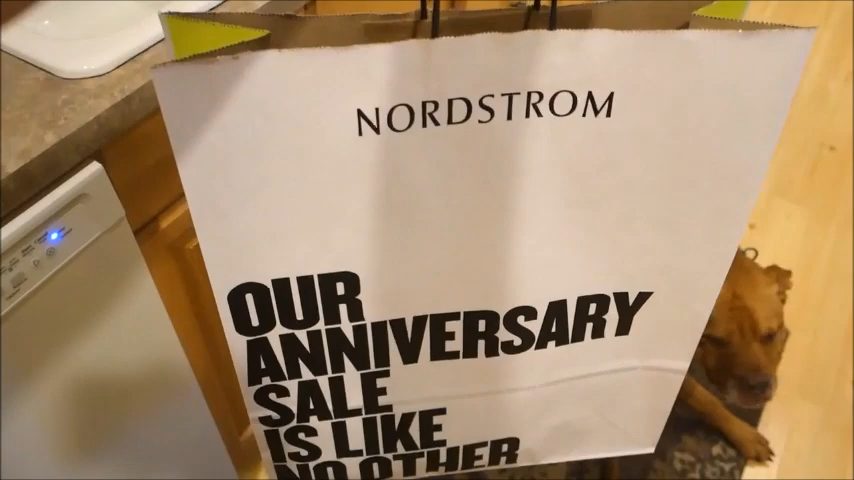 NORDSTROM
OUR
ANNIVERSARY
SALE
IS LIKE
NO OTHER